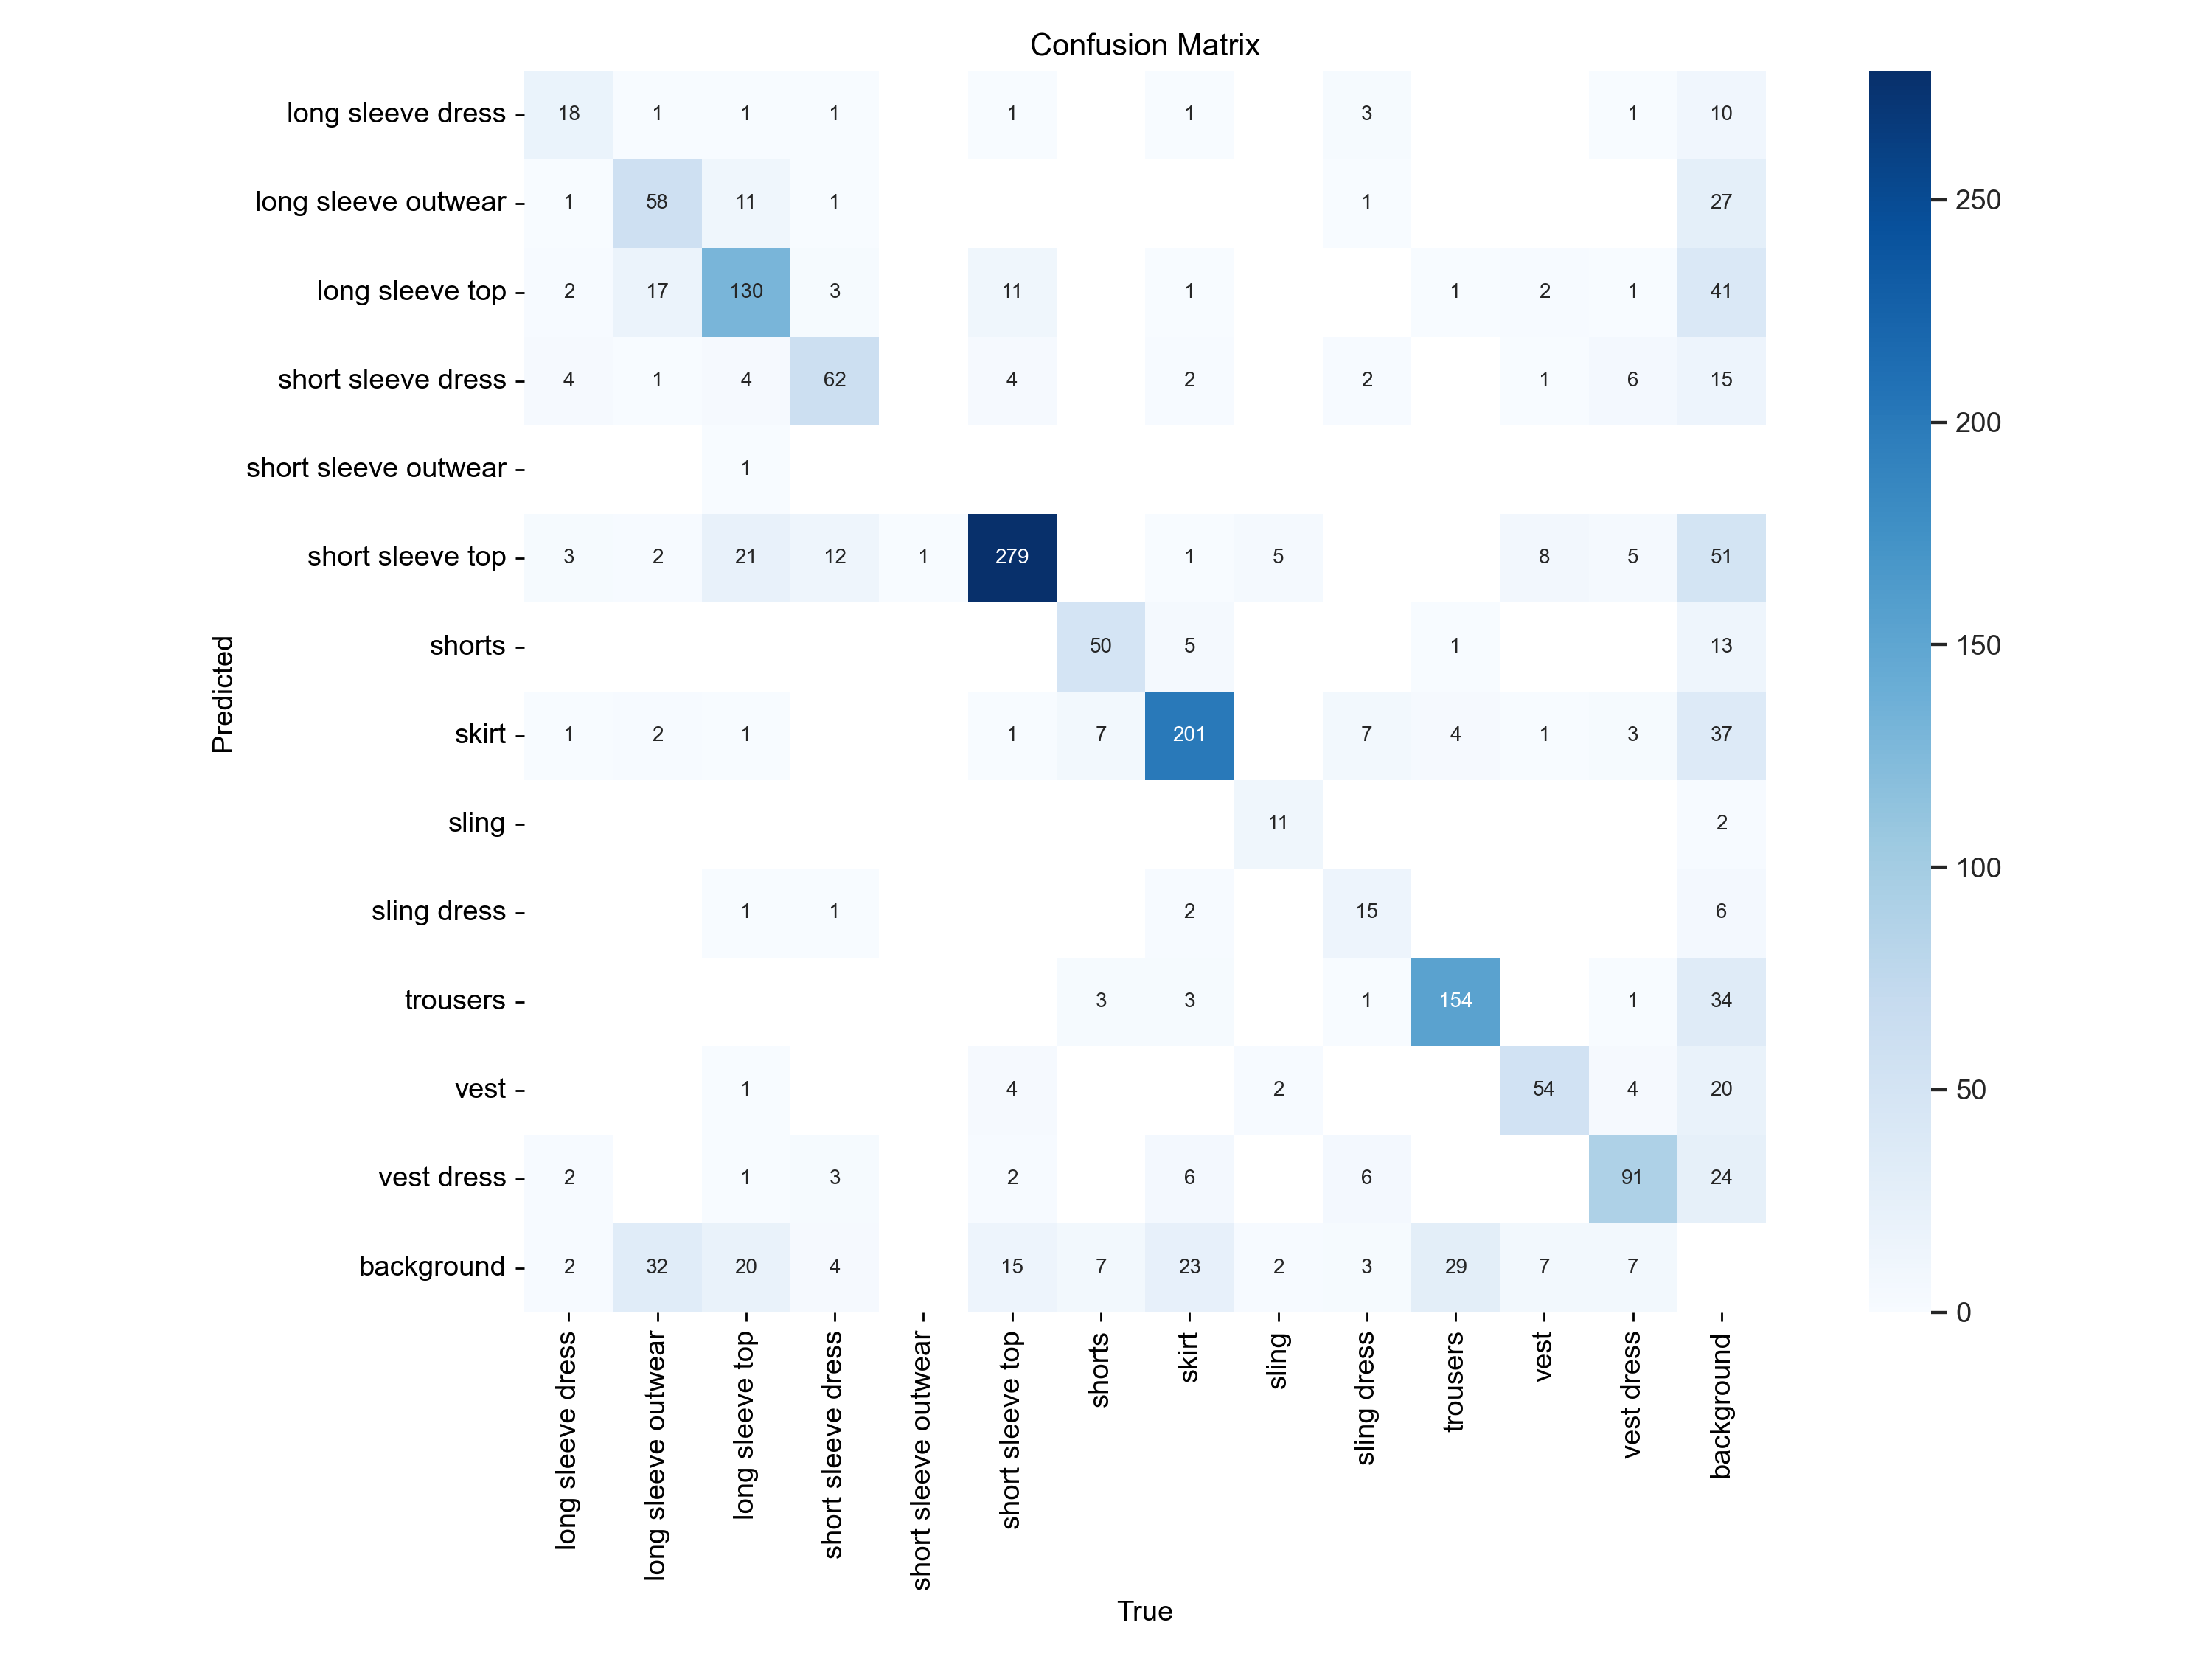 Confusion Matrix
long sleeve dress 18 1 1 1 1 1 3 1 10
long sleeve outwear 1 58 11 1 1 27
250
long sleeve top 2 17 130 3 11 1 1 2 1 41
short sleeve dress 4 1 4 62 4 2 2 1 6 15
200
short sleeve outwear 1
short sleeve top 3 2 21 12 1 279 1 5 8 5 51
shorts 50 5 1 13
150
Predicted
skirt 1 2 1 1 7 201 7 4 1 3 37
sling 11 2
100
sling dress 1 1 2 15 6
trousers 3 3 1 154 1 34
vest 1 4 2 54 4 20
50
vest dress 2 1 3 2 6 6 91 24
background 2 32 20 4 15 7 23 2 3 29 7 7
0
long sleeve dress
long sleeve outwear
long sleeve top
short sleeve dress
short sleeve outwear
short sleeve top
shorts
skirt
sling
sling dress
trousers
vest
vest dress
background
True